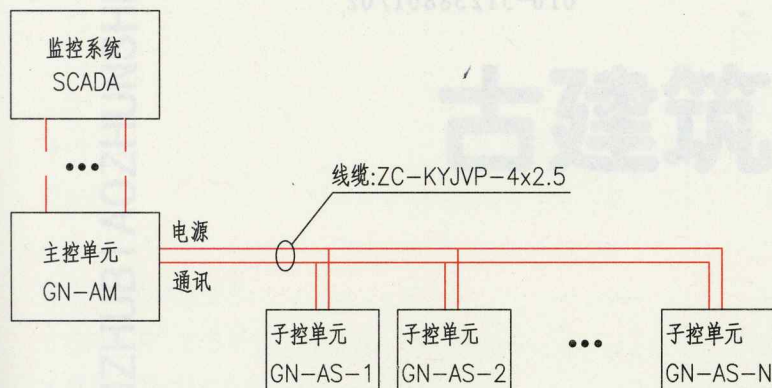 监控系统
SCADA
•••
线缆:ZC-KYJVP-4x2.5
电源
主控单元
GN-AM
通讯
子控单元
GN-AS-1
子控单元
GN-AS-2
•••
子控单元
GN-AS-N